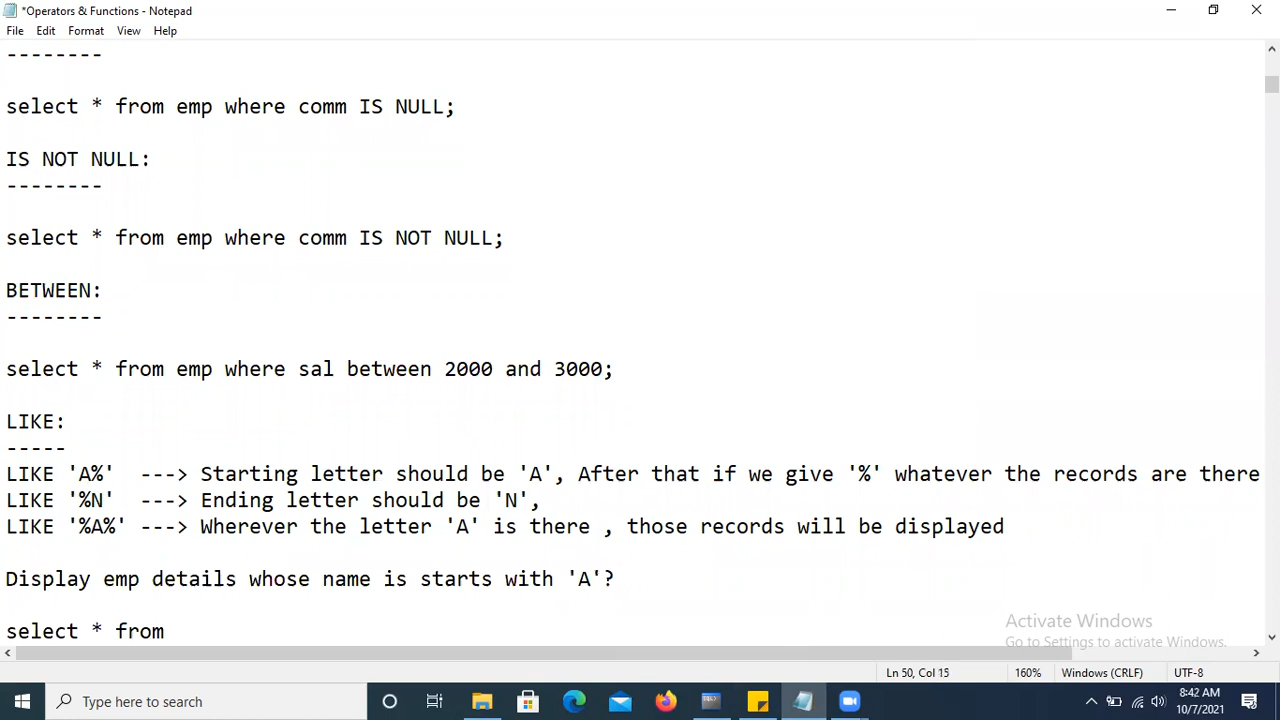 *Operators & Functions - Notepad
File Edit Format View Help
--------
select * from emp where comm IS NULL;
IS NOT NULL:
--------
select * from emp where comm IS NOT NULL;
BETWEEN:
--------
select * from emp where sal between 2000 and 3000;
LIKE:
-----
LIKE 'A%' ---> Starting letter should be 'A', After that if we give '%' whatever the records are there
LIKE '%N' ---> Ending letter should be 'N',
LIKE '%A%' ---> Wherever the letter 'A' is there , those records will be displayed
Display emp details whose name is starts with 'A'?
select * from
Activate Windows
Go to Settings to activate Windows.
Ln 50, Col 15 160% Windows (CRLF) UTF-8
Type here to search
8:42 AM
10/7/2021